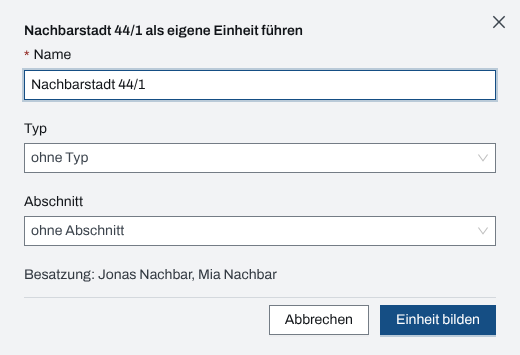 Nachbarstadt 44/1 als eigene Einheit führen
* Name
Nachbarstadt 44/1
Typ
ohne Typ
Abschnitt
ohne Abschnitt
Besatzung: Jonas Nachbar, Mia Nachbar
Abbrechen
Einheit bilden